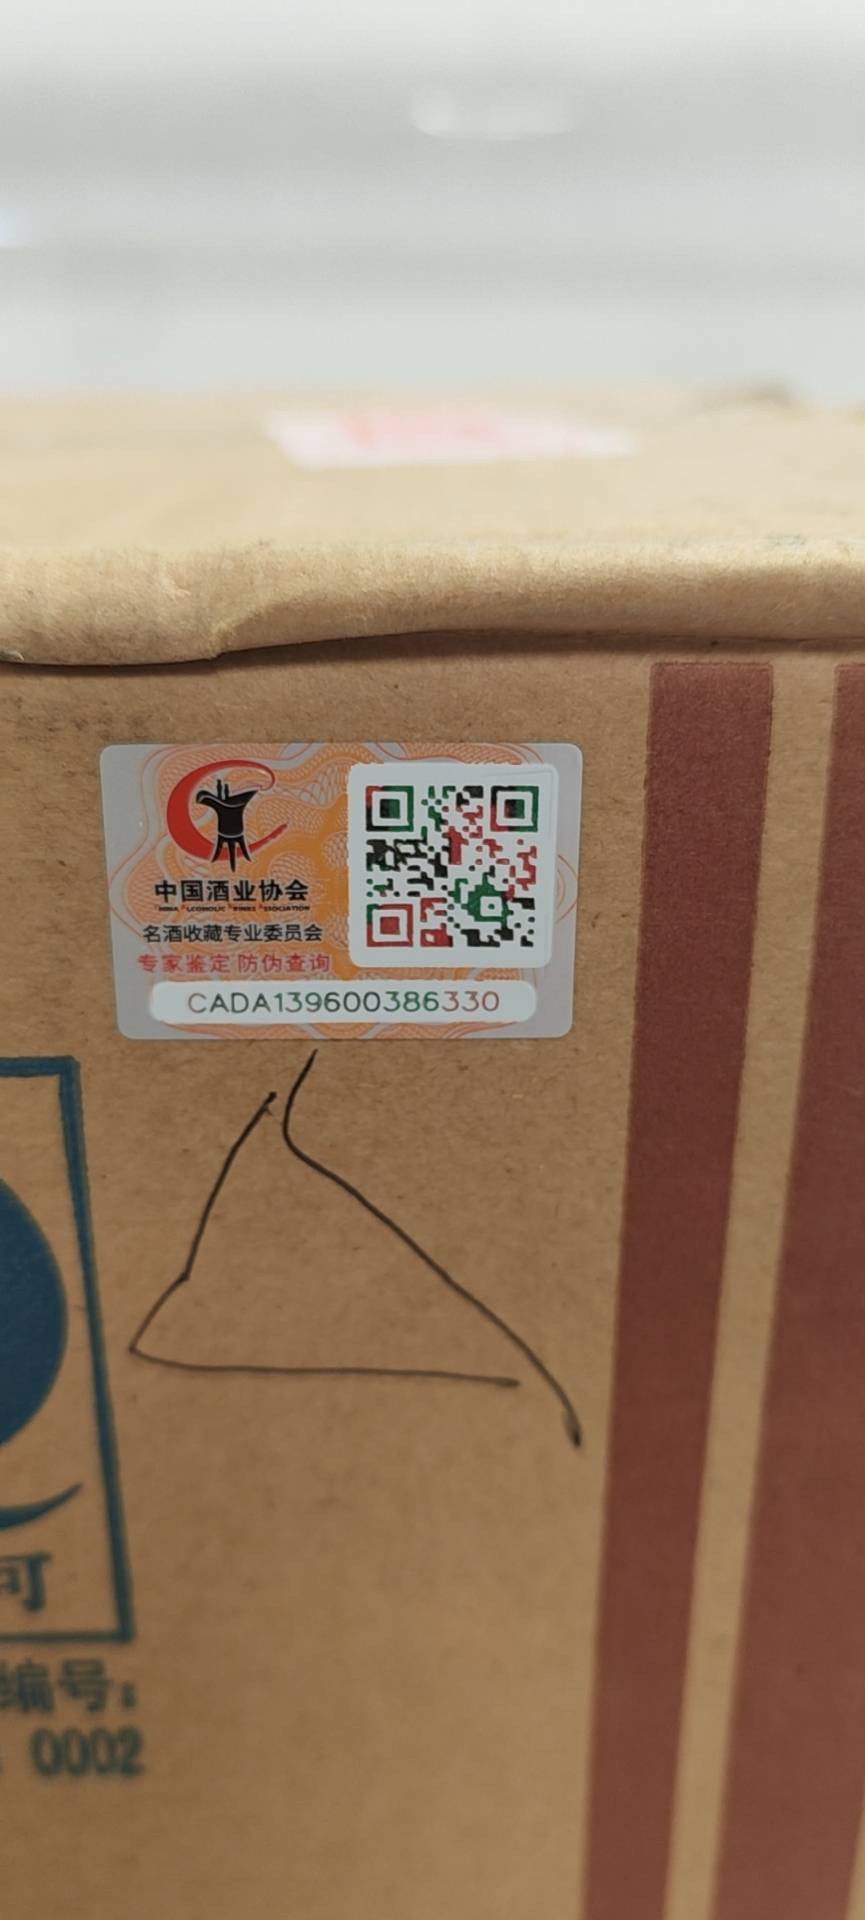 中国酒业协会
名酒收藏专业委员会
专家鉴定 防伪查询
CADA139600386330
可
编号:
0002